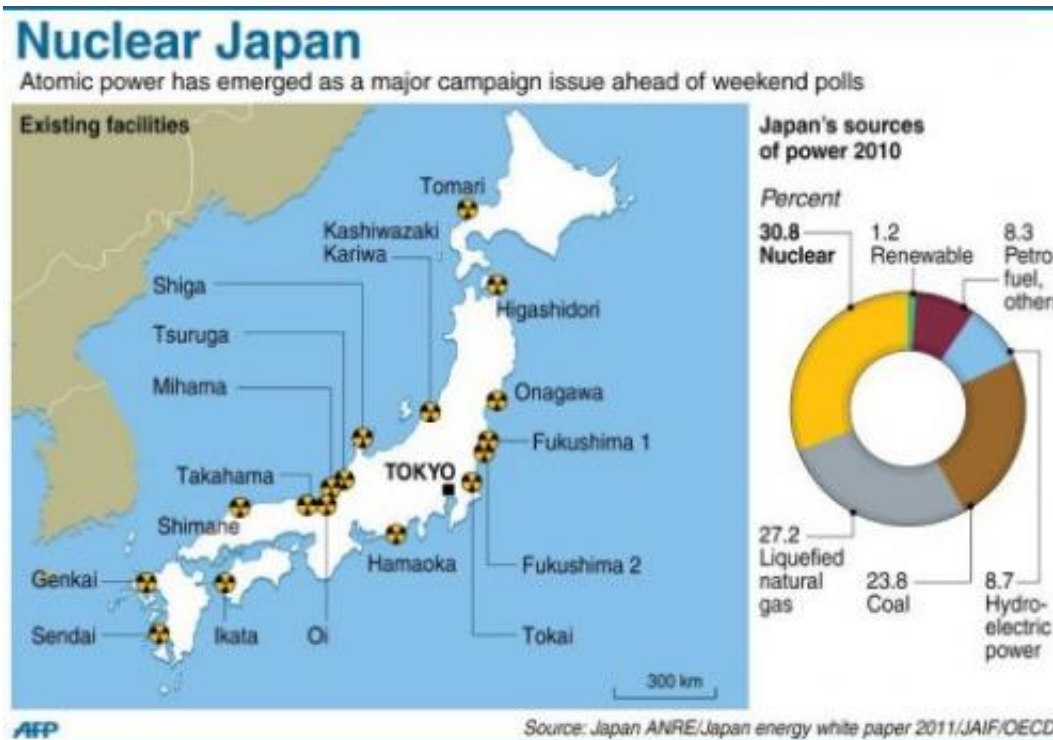 Nuclear Japan
Atomic power has emerged as a major campaign issue ahead of weekend polls
Existing facilities
Tomari
Kashiwazaki
Kariwa
Shiga
Higashidori
Tsuruga
Mihama
Onagawa
Fukushima 1
Takahama
TOKYO
Shimane
Hamaoka
Fukushima 2
Genkai
Sendai
Ikata
Oi
Tokai
300 km
Japan's sources
of power 2010
Percent
30.8
Nuclear
1.2
Renewable
8.3
Petro
fuel,
other
27.2
Liquefied
natural
gas
23.8
Coal
8.7
Hydro-
electric
power
AFP
Source: Japan ANRE/Japan energy white paper 2011/JAIF/OECD